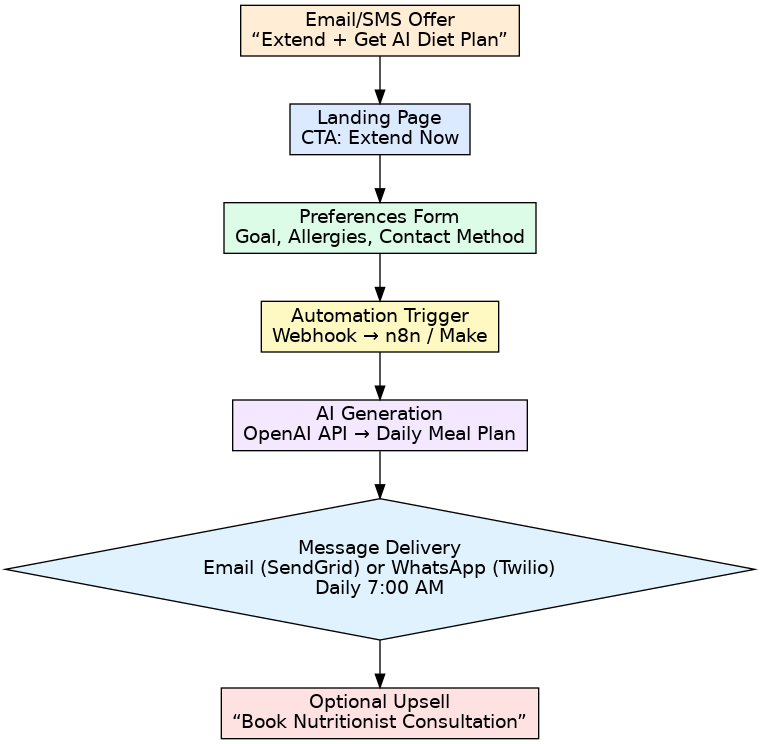 Email/SMS Offer
“Extend + Get AI Diet Plan”
Landing Page
CTA: Extend Now
Preferences Form
Goal, Allergies, Contact Method
Automation Trigger
Webhook → n8n / Make
AI Generation
OpenAI API → Daily Meal Plan
Message Delivery
Email (SendGrid) or WhatsApp (Twilio)
Daily 7:00 AM
Optional Upsell
“Book Nutritionist Consultation”